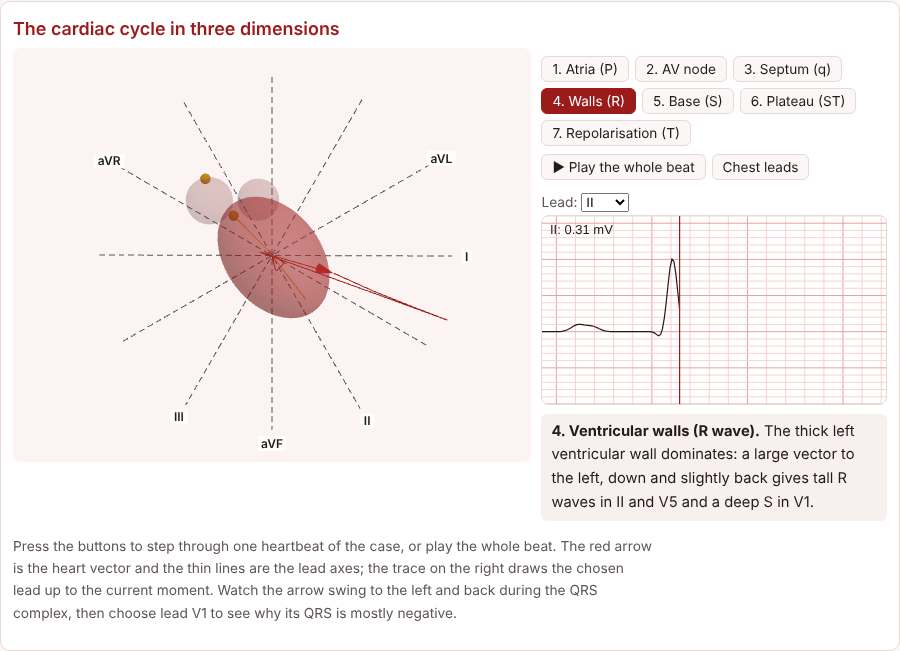 The cardiac cycle in three dimensions
1. Atria (P)
2. AV node
3. Septum (q)
4. Walls (R)
5. Base (S)
6. Plateau (ST)
7. Repolarisation (T)
▶ Play the whole beat
Chest leads
Lead: II
aVR
aVL
I
III
II
aVF
II: 0.31 mV
4. Ventricular walls (R wave). The thick left
ventricular wall dominates: a large vector to
the left, down and slightly back gives tall R
waves in II and V5 and a deep S in V1.
Press the buttons to step through one heartbeat of the case, or play the whole beat. The red arrow
is the heart vector and the thin lines are the lead axes; the trace on the right draws the chosen
lead up to the current moment. Watch the arrow swing to the left and back during the QRS
complex, then choose lead V1 to see why its QRS is mostly negative.